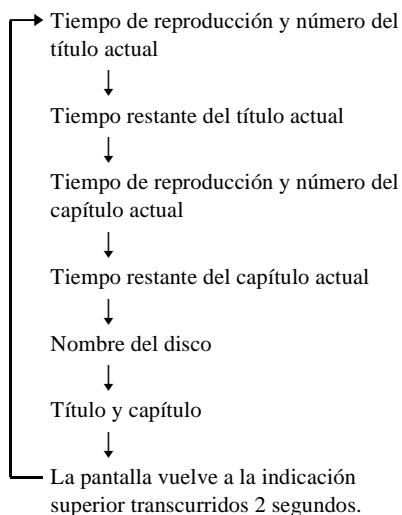 Tiempo de reproducción y número del
título actual
Tiempo restante del título actual
Tiempo de reproducción y número del
capítulo actual
Tiempo restante del capítulo actual
Nombre del disco
Título y capítulo
La pantalla vuelve a la indicación
superior transcurridos 2 segundos.